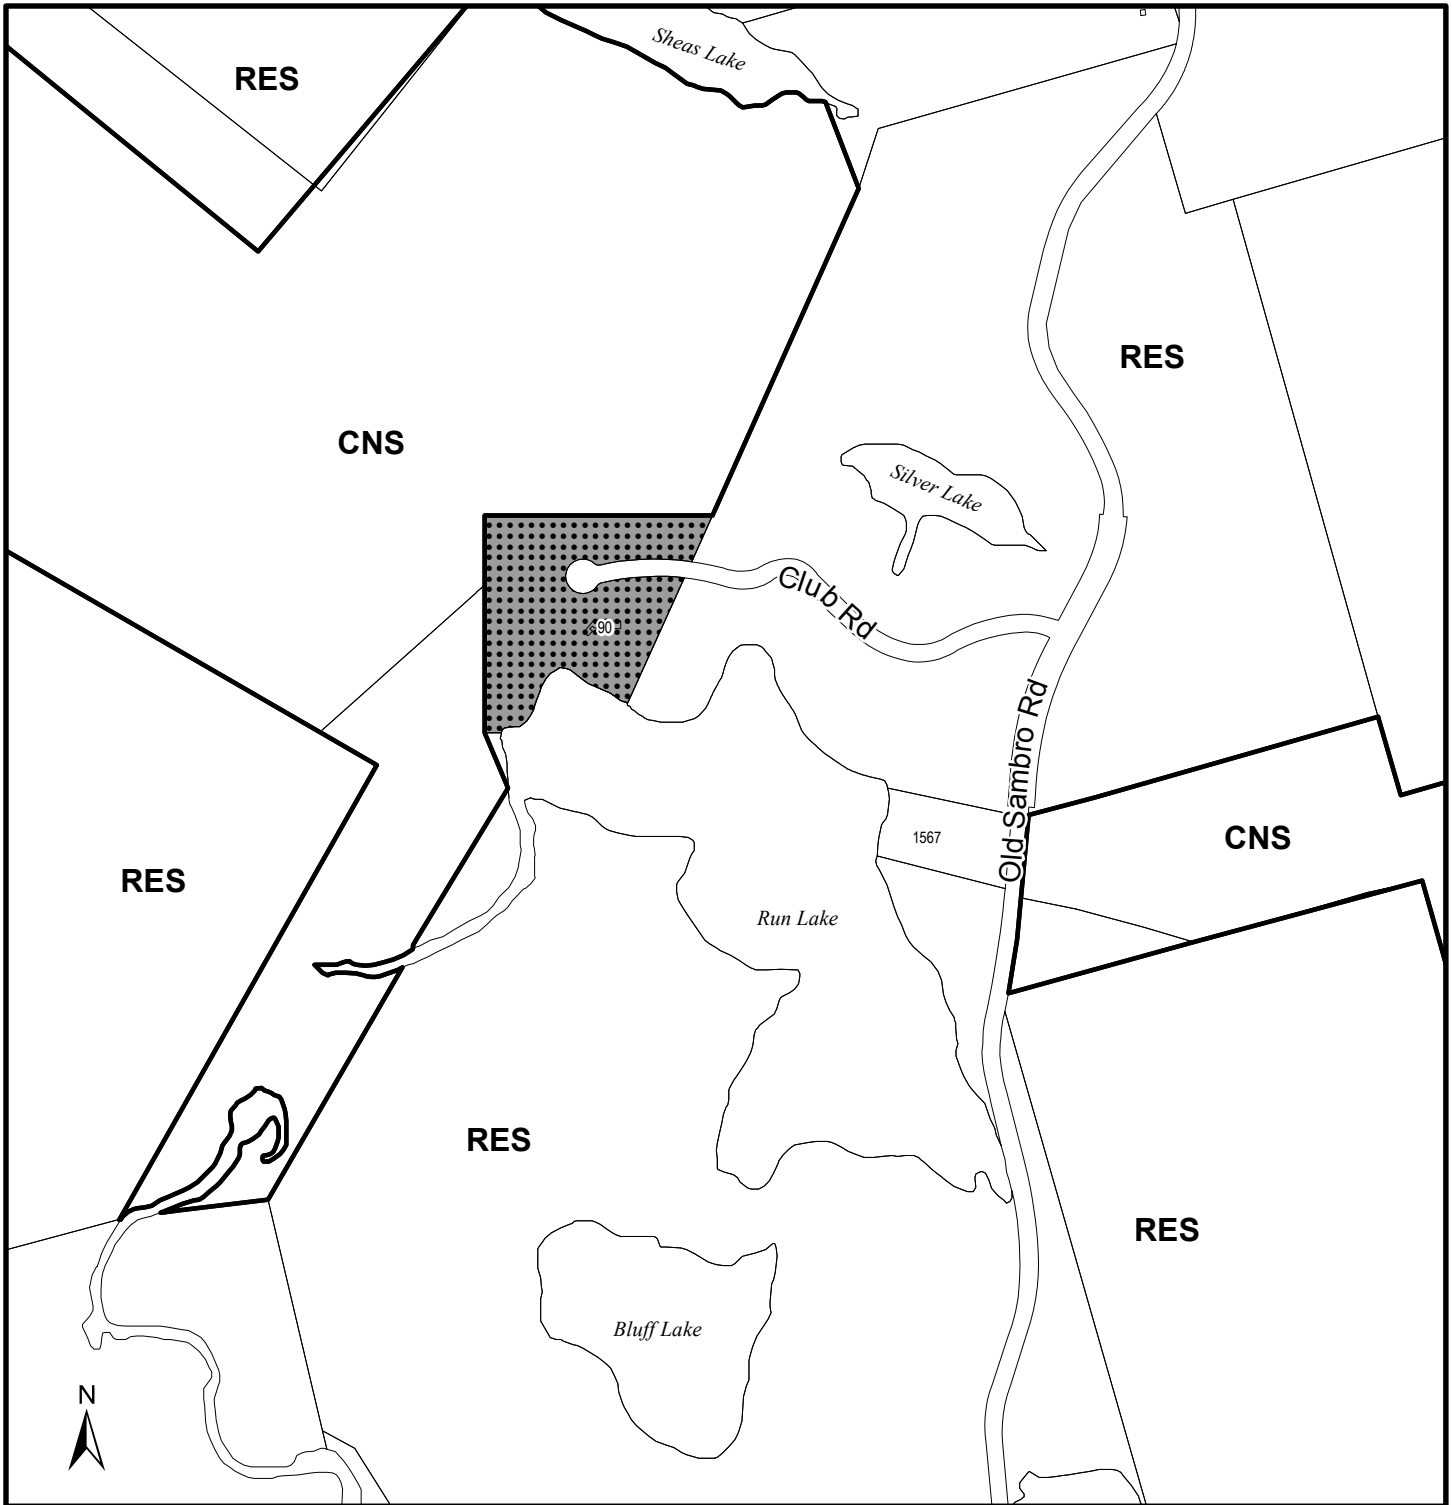 Sheas Lake
RES
RES
CNS
Silver Lake
Club Rd
90
Old Sambro Rd
1567
CNS
RES
Run Lake
RES
RES
Bluff Lake
N